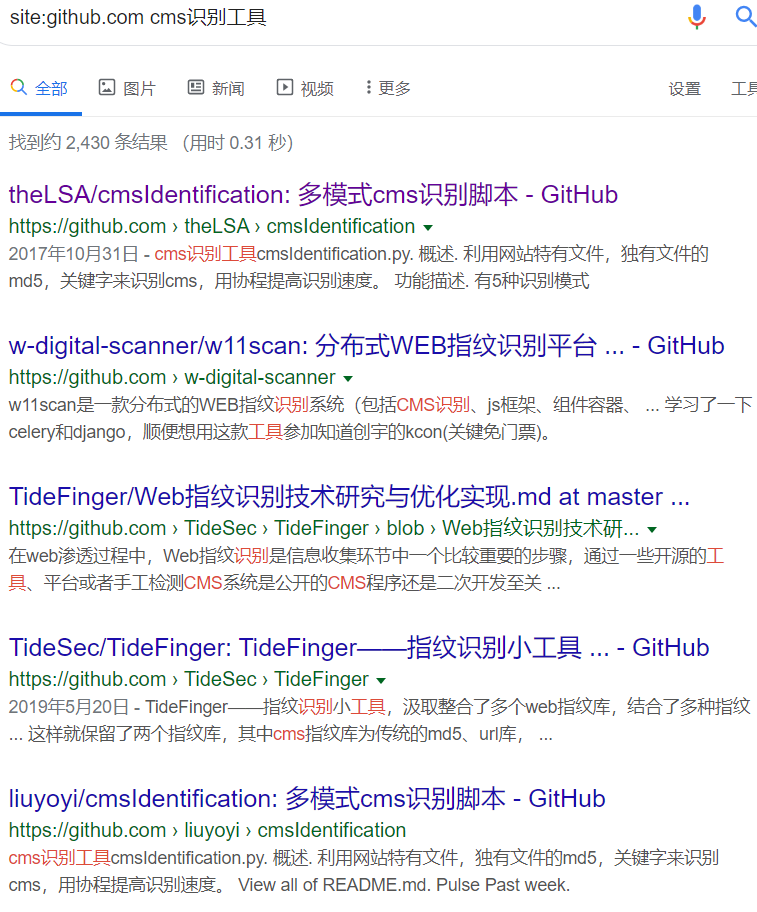 site:github.com cms识别工具
全部 图片 新闻 视频 更多 设置 工具
找到约 2,430 条结果 （用时 0.31 秒）
theLSA/cmsIdentification: 多模式cms识别脚本 - GitHub
https://github.com › theLSA › cmsIdentification
2017年10月31日 - cms识别工具cmsIdentification.py. 概述. 利用网站特有文件，独有文件的
md5，关键字来识别cms，用协程提高识别速度。 功能描述. 有5种识别模式
w-digital-scanner/w11scan: 分布式WEB指纹识别平台 ... - GitHub
https://github.com › w-digital-scanner
w11scan是一款分布式的WEB指纹识别系统（包括CMS识别、js框架、组件容器、 ... 学习了一下
celery和django，顺便想用这款工具参加知道创宇的kcon(关键免门票)。
TideFinger/Web指纹识别技术研究与优化实现.md at master ...
https://github.com › TideSec › TideFinger › blob › Web指纹识别技术研...
在web渗透过程中，Web指纹识别是信息收集环节中一个比较重要的步骤，通过一些开源的工
具、平台或者手工检测CMS系统是公开的CMS程序还是二次开发至关 ...
TideSec/TideFinger: TideFinger——指纹识别小工具 ... - GitHub
https://github.com › TideSec › TideFinger
2019年5月20日 - TideFinger——指纹识别小工具，汲取整合了多个web指纹库，结合了多种指纹
... 这样就保留了两个指纹库，其中cms指纹库为传统的md5、url库， ...
liuyoyi/cmsIdentification: 多模式cms识别脚本 - GitHub
https://github.com › liuyoyi › cmsIdentification
cms识别工具cmsIdentification.py. 概述. 利用网站特有文件，独有文件的md5，关键字来识别
cms，用协程提高识别速度。 View all of README.md. Pulse Past week.